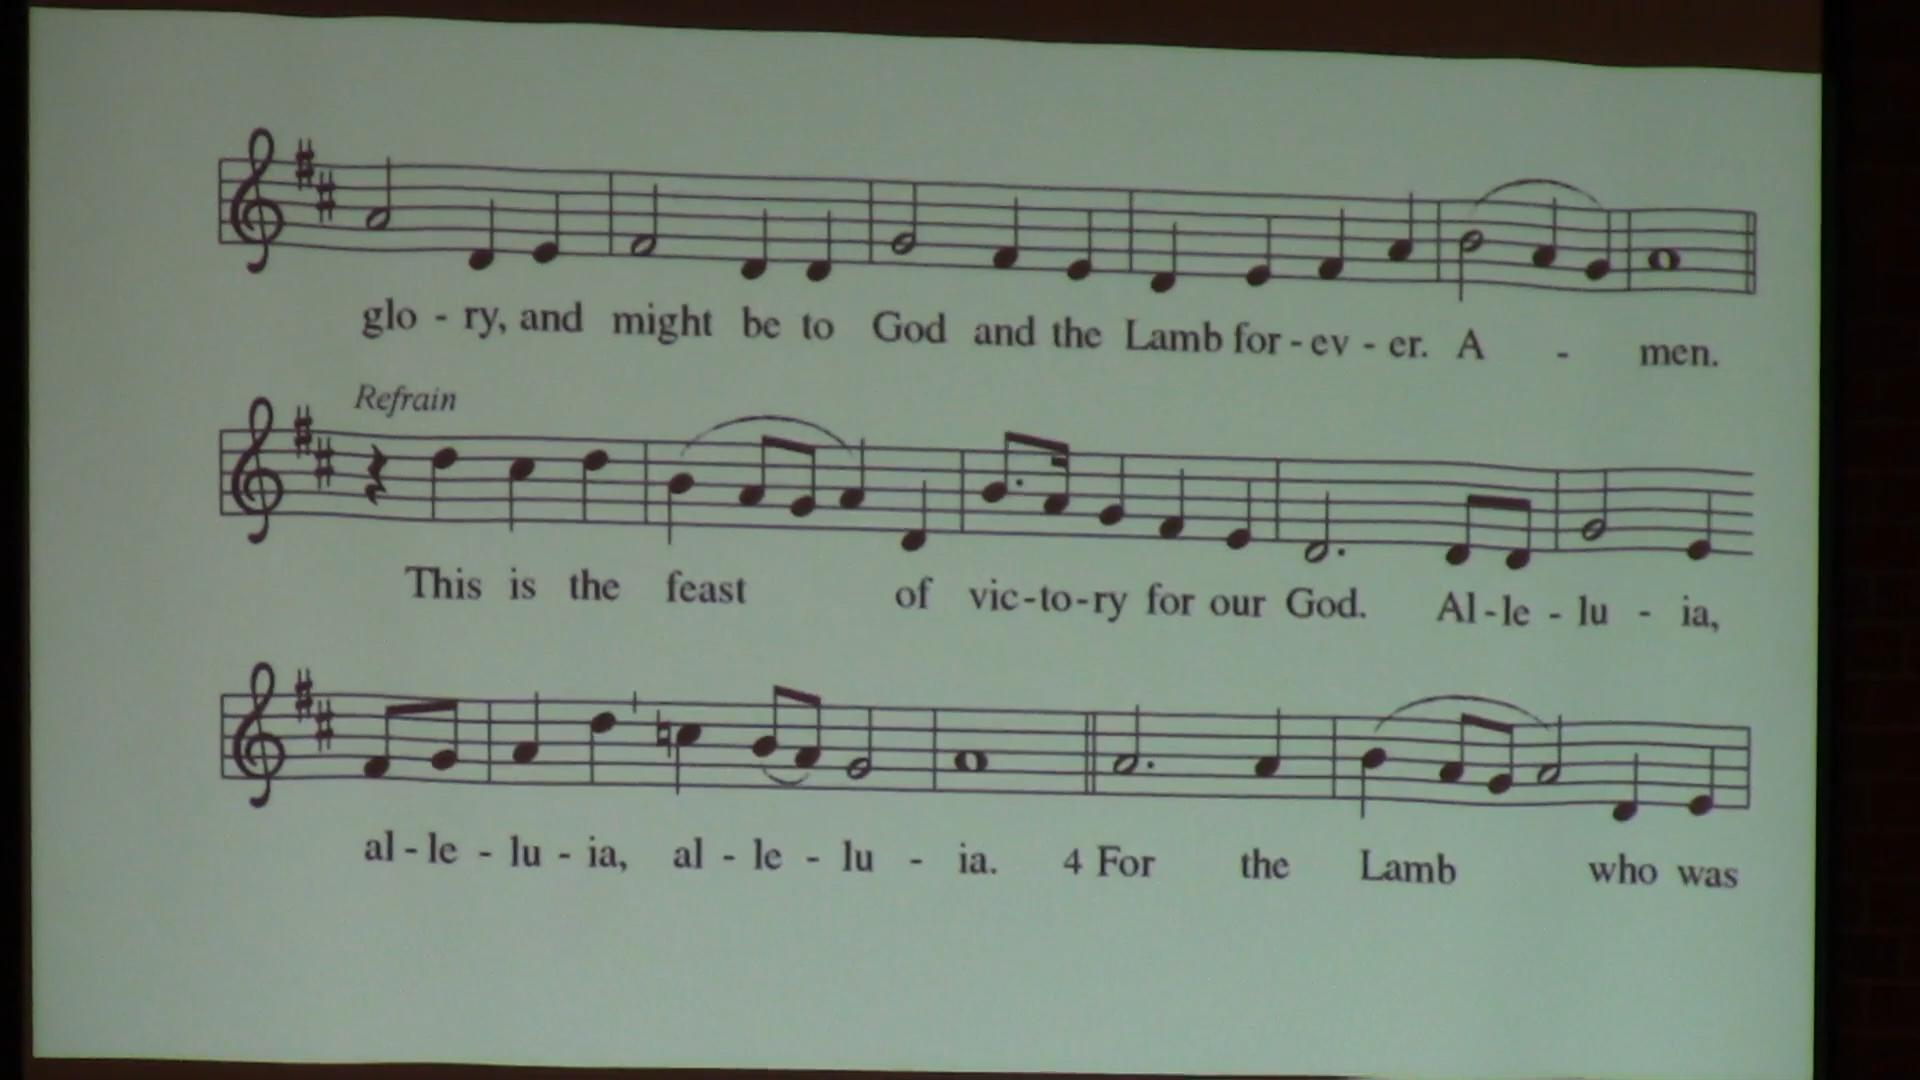 glo - ry, and might be to God and the Lamb for - ev - er. A - men.
Refrain
This is the feast of vic - to - ry for our God. Al - le - lu - ia,
al - le - lu - ia, al - le - lu - ia. 4 For the Lamb who was